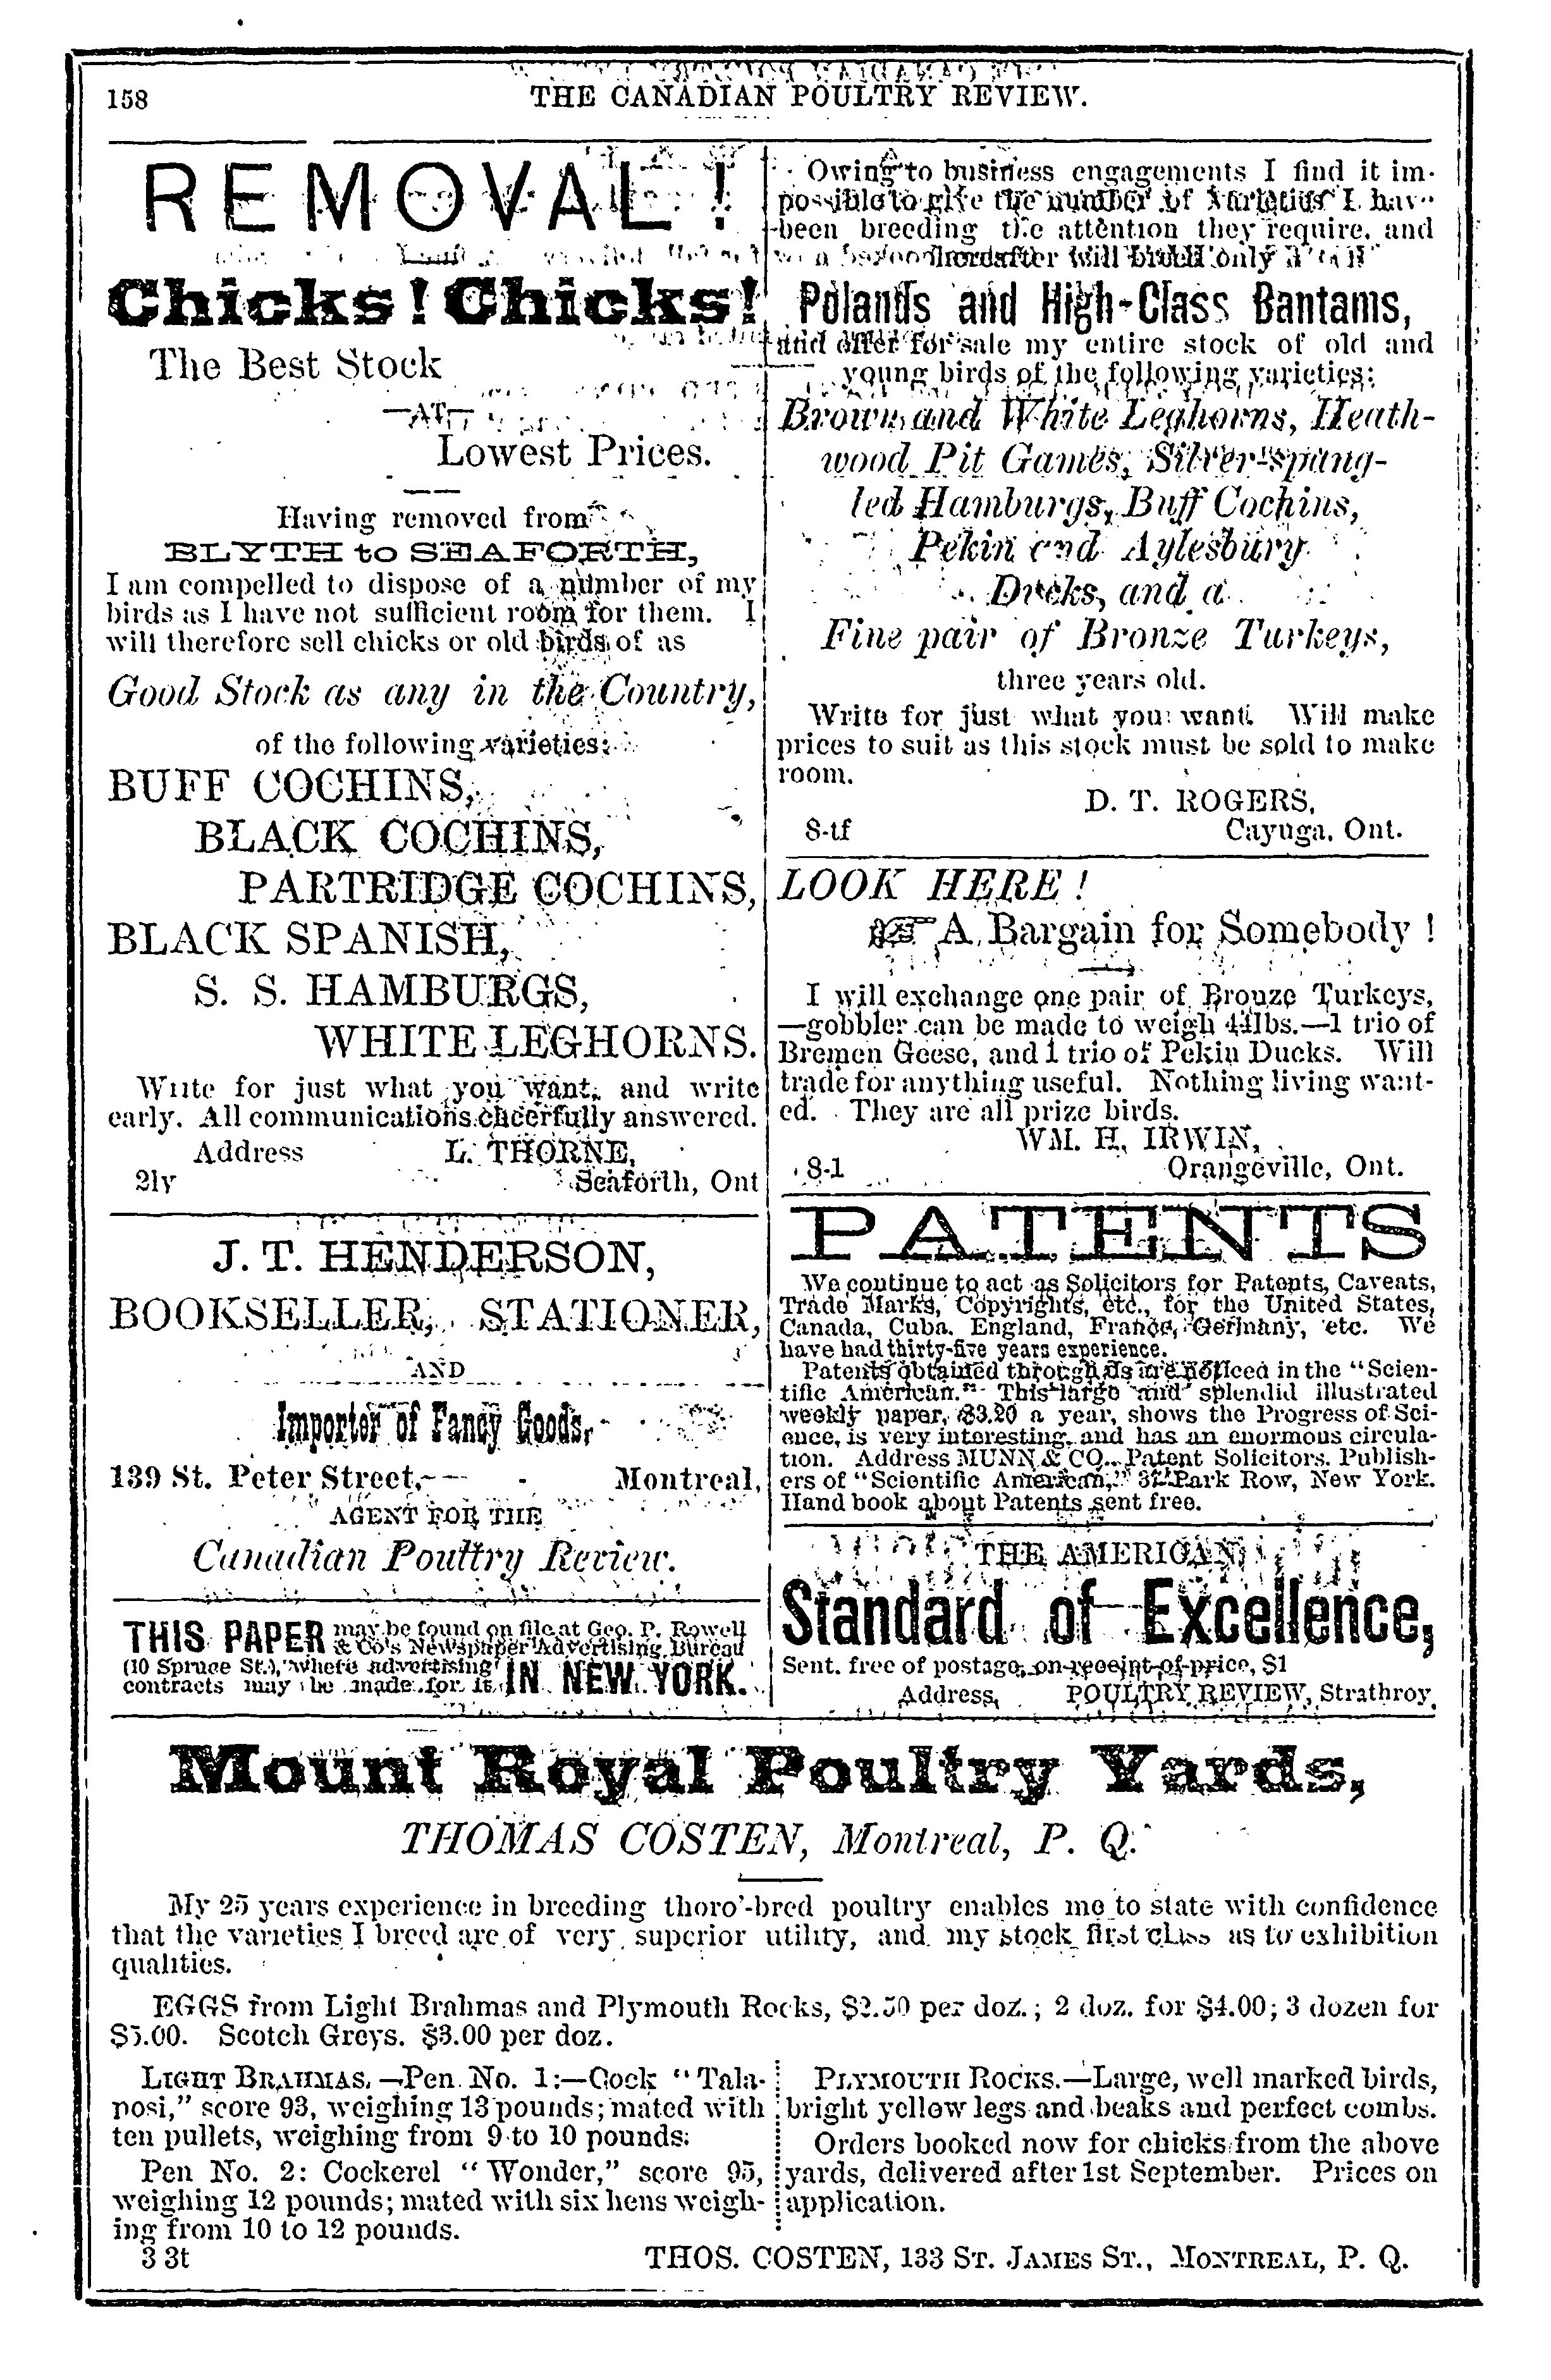 158
THE CANADIAN POULTRY REVIEW.
REMOVAL!
Chicks! Chicks!
The Best Stock
—AT—
Lowest Prices.
Having removed from
BLYTH to SEAFORTH,
I am compelled to dispose of a number of my
birds as I have not sufficient room for them. I
will therefore sell chicks or old birds of as
Good Stock as any in the Country,
of the following varieties:
BUFF COCHINS,
BLACK COCHINS,
PARTRIDGE COCHINS,
BLACK SPANISH,
S. S. HAMBURGS,
WHITE LEGHORNS.
Write for just what you want, and write
early. All communications cheerfully answered.
Address L. THORNE,
2ly Seaforth, Ont
J. T. HENDERSON,
BOOKSELLER, STATIONER,
AND
Importer of Fancy Goods,
139 St. Peter Street, Montreal,
AGENT FOR THE
Canadian Poultry Review.
THIS PAPER may be found on file at Geo. P. Rowell
& Co's Newspaper Advertising Bureau
(10 Spruce St.), where advertising
contracts may be made for it IN NEW YORK.
Owing to business engagements I find it im-
possible to give the number of varieties I have
been breeding the attention they require, and
hereafter will breed only
Polands and High-Class Bantams,
and offer for sale my entire stock of old and
young birds of the following varieties:
Brown and White Leghorns, Heath-
wood Pit Games, Silver-spang-
led Hamburgs, Buff Cochins,
Pekin and Aylesbury
Ducks, and a
Fine pair of Bronze Turkeys,
three years old.
Write for just what you want. Will make
prices to suit as this stock must be sold to make
room.
D. T. ROGERS,
8-tf Cayuga, Ont.
LOOK HERE!
A Bargain for Somebody!
I will exchange one pair of Bronze Turkeys,
—gobbler can be made to weigh 44lbs.—1 trio of
Bremen Geese, and 1 trio of Pekin Ducks. Will
trade for anything useful. Nothing living want-
ed. They are all prize birds.
WM. H. IRWIN,
8-1 Orangeville, Ont.
PATENTS
We continue to act as Solicitors for Patents, Caveats,
Trade Marks, Copyrights, etc., for the United States,
Canada, Cuba, England, France, Germany, etc. We
have had thirty-five years experience.
Patents obtained through us are noticed in the "Scien-
tific American." This large and splendid illustrated
weekly paper, $3.20 a year, shows the Progress of Sci-
ence, is very interesting, and has an enormous circula-
tion. Address MUNN & CO., Patent Solicitors. Publish-
ers of "Scientific American," 37 Park Row, New York.
Hand book about Patents sent free.
THE AMERICAN
Standard of Excellence,
Sent. free of postage, on receipt of price, $1
Address, POULTRY REVIEW, Strathroy
Mount Royal Poultry Yards,
THOMAS COSTEN, Montreal, P. Q.
My 25 years experience in breeding thoro'-bred poultry enables me to state with confidence
that the varieties I breed are of very superior utility, and my stock first class as to exhibition
qualities.
EGGS from Light Brahmas and Plymouth Rocks, $2.50 per doz.; 2 doz. for $4.00; 3 dozen for
$5.00. Scotch Greys. $3.00 per doz.
LIGHT BRAHMAS.—Pen No. 1:—Cock "Tala-
posi," score 93, weighing 13 pounds; mated with
ten pullets, weighing from 9 to 10 pounds:
Pen No. 2: Cockerel "Wonder," score 95,
weighing 12 pounds; mated with six hens weigh-
ing from 10 to 12 pounds.
PLYMOUTH ROCKS.—Large, well marked birds,
bright yellow legs and beaks and perfect combs.
Orders booked now for chicks from the above
yards, delivered after 1st September. Prices on
application.
3 3t THOS. COSTEN, 133 ST. JAMES ST., MONTREAL, P. Q.